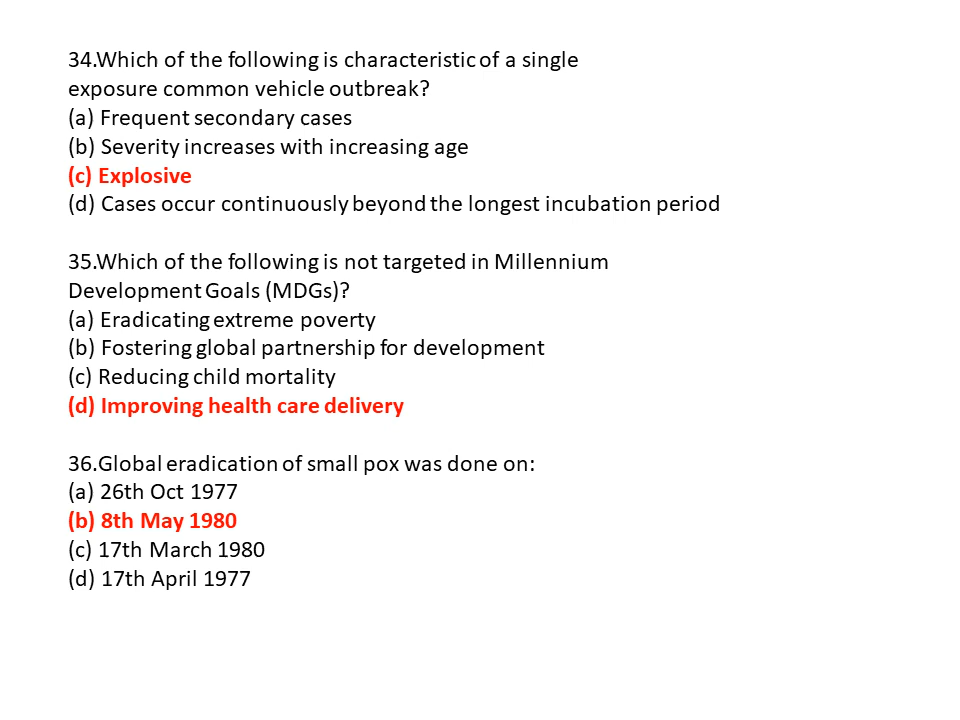 34.Which of the following is characteristic of a single
exposure common vehicle outbreak?
(a) Frequent secondary cases
(b) Severity increases with increasing age
(c) Explosive
(d) Cases occur continuously beyond the longest incubation period
35.Which of the following is not targeted in Millennium
Development Goals (MDGs)?
(a) Eradicating extreme poverty
(b) Fostering global partnership for development
(c) Reducing child mortality
(d) Improving health care delivery
36.Global eradication of small pox was done on:
(a) 26th Oct 1977
(b) 8th May 1980
(c) 17th March 1980
(d) 17th April 1977